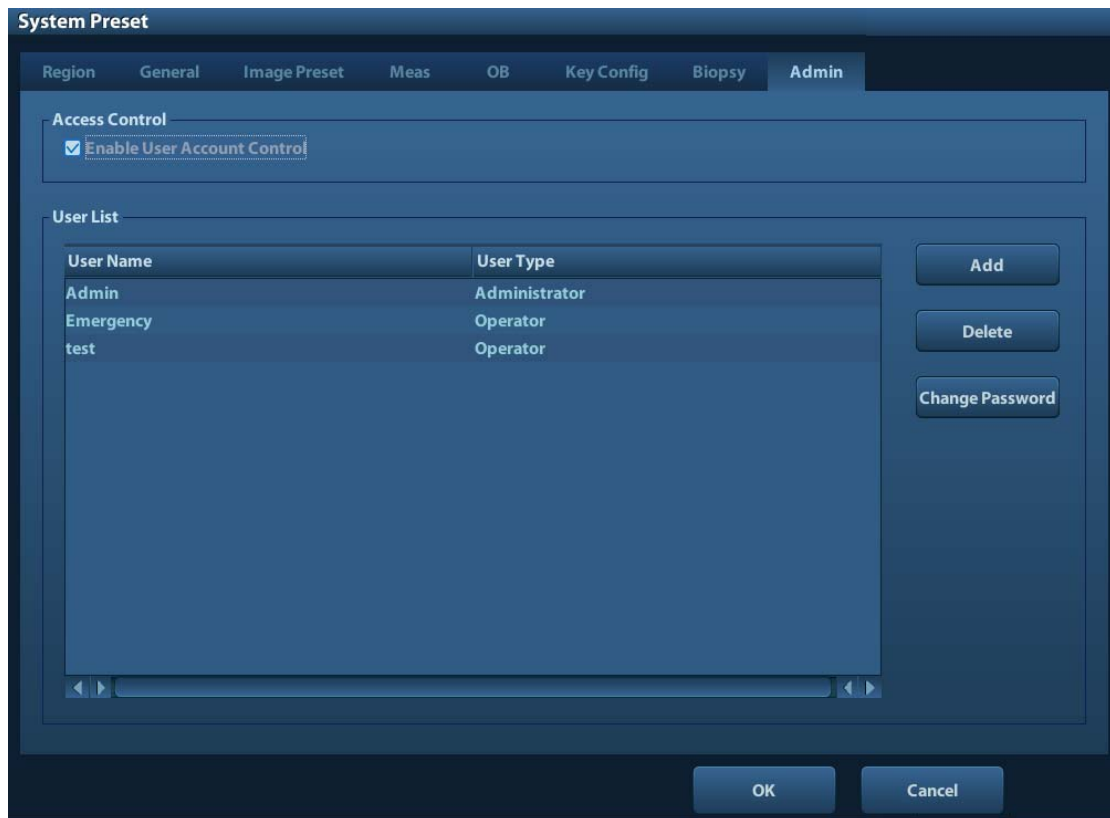 System Preset
Region General Image Preset Meas OB Key Config Biopsy Admin
Access Control
Enable User Account Control
User List
User Name User Type
Admin Administrator
Emergency Operator
test Operator
Add
Delete
Change Password
OK Cancel